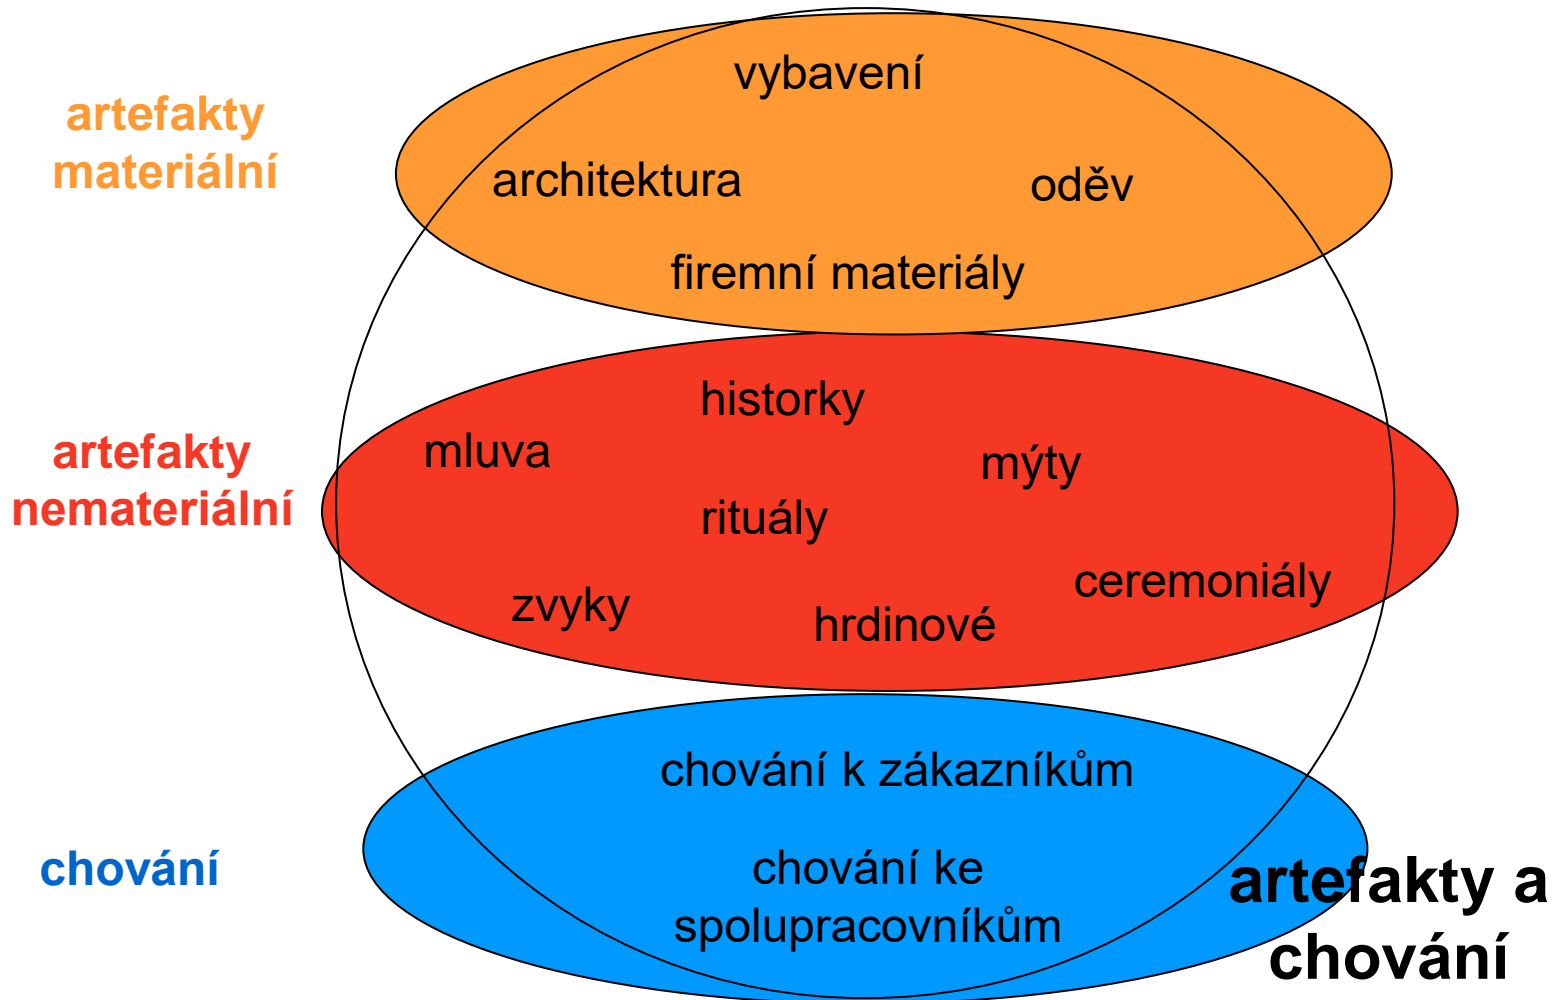 vybavení
artefakty
materiální
architektura
oděv
firemní materiály
historky
mluva
mýty
artefakty
nemateriální
rituály
ceremoniály
zvyky
hrdinové
chování k zákazníkům
chování
chování ke
spolupracovníkům
artefakty a
chování